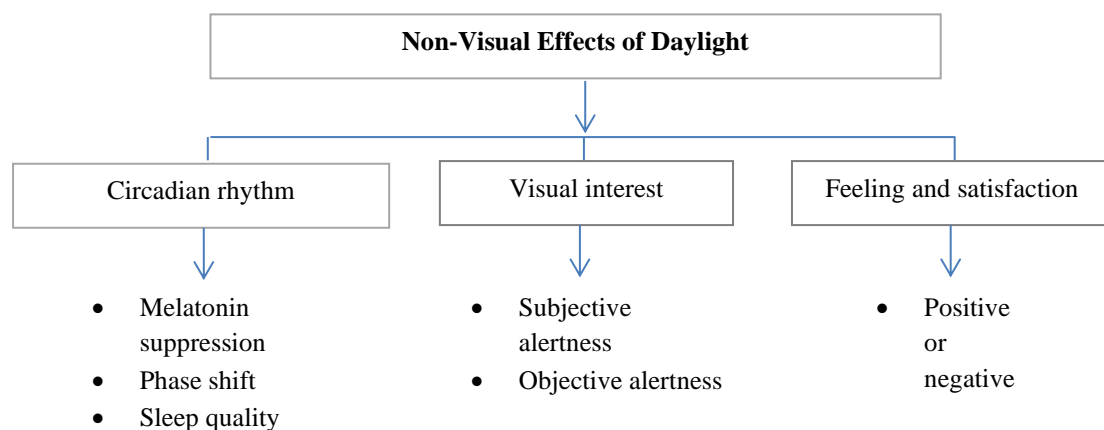 Non-Visual Effects of Daylight
Circadian rhythm
Visual interest
Feeling and satisfaction
• Melatonin
suppression
• Phase shift
• Sleep quality
• Subjective
alertness
• Objective alertness
• Positive
or
negative